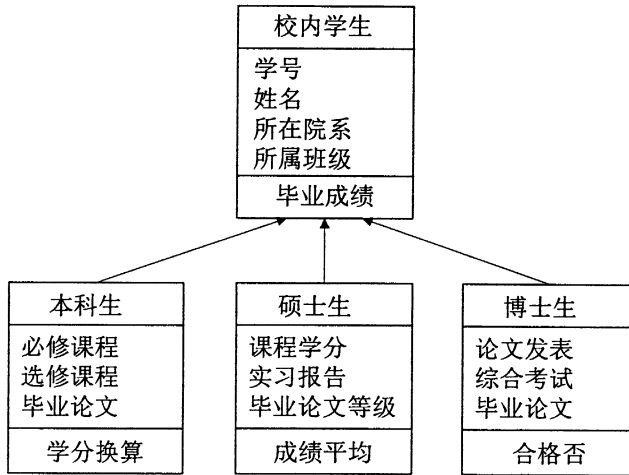 校内学生
学号
姓名
所在院系
所属班级
毕业成绩
本科生
必修课程
选修课程
毕业论文
学分换算
硕士生
课程学分
实习报告
毕业论文等级
成绩平均
博士生
论文发表
综合考试
毕业论文
合格否